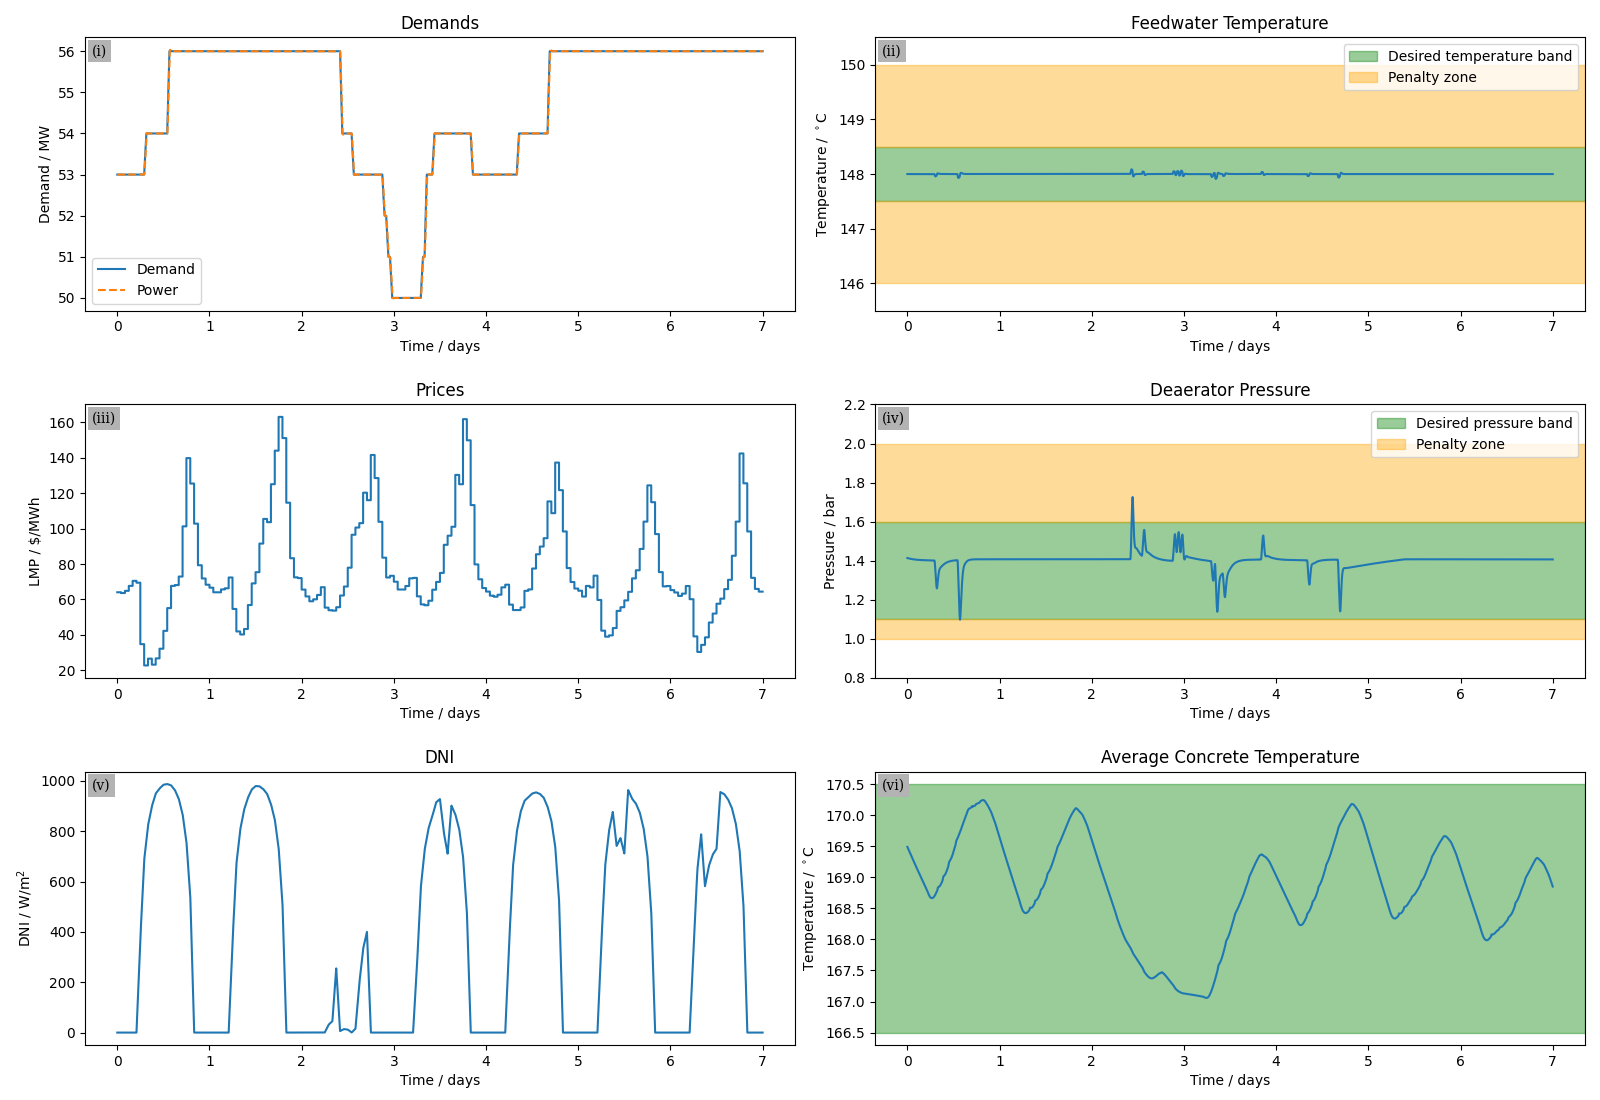 Demands
(i)
56
55
54
53
52
51
50
Demand / MW
Demand
Power
0 1 2 3 4 5 6 7
Time / days
Feedwater Temperature
(ii)
150
149
148
147
146
Temperature / °C
Desired temperature band
Penalty zone
0 1 2 3 4 5 6 7
Time / days
Prices
(iii)
160
140
120
100
80
60
40
20
LMP / $/MWh
0 1 2 3 4 5 6 7
Time / days
Deaerator Pressure
(iv)
2.2
2.0
1.8
1.6
1.4
1.2
1.0
0.8
Pressure / bar
Desired pressure band
Penalty zone
0 1 2 3 4 5 6 7
Time / days
DNI
(v)
1000
800
600
400
200
0
DNI / W/m²
0 1 2 3 4 5 6 7
Time / days
Average Concrete Temperature
(vi)
170.5
170.0
169.5
169.0
168.5
168.0
167.5
167.0
166.5
Temperature / °C
0 1 2 3 4 5 6 7
Time / days